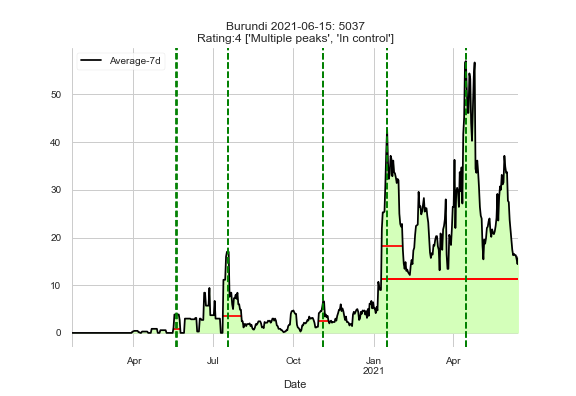 Burundi 2021-06-15: 5037
Rating:4 ['Multiple peaks', 'In control']
Average-7d
50
40
30
20
10
0
Apr
Jul
Oct
Jan
2021
Apr
Date